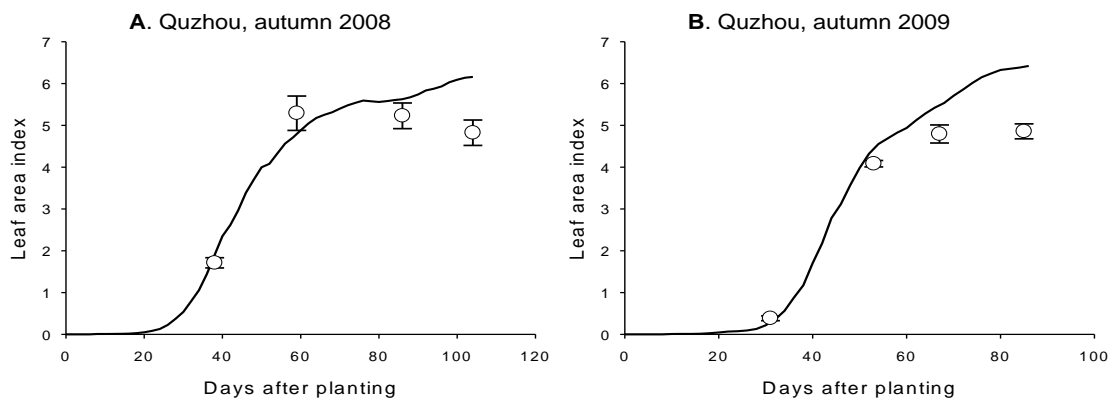 A. Quzhou, autumn 2008
7
6
5
4
3
2
1
0
Leaf area index
0 20 40 60 80 100 120
Days after planting
B. Quzhou, autumn 2009
7
6
5
4
3
2
1
0
Leaf area index
0 20 40 60 80 100
Days after planting